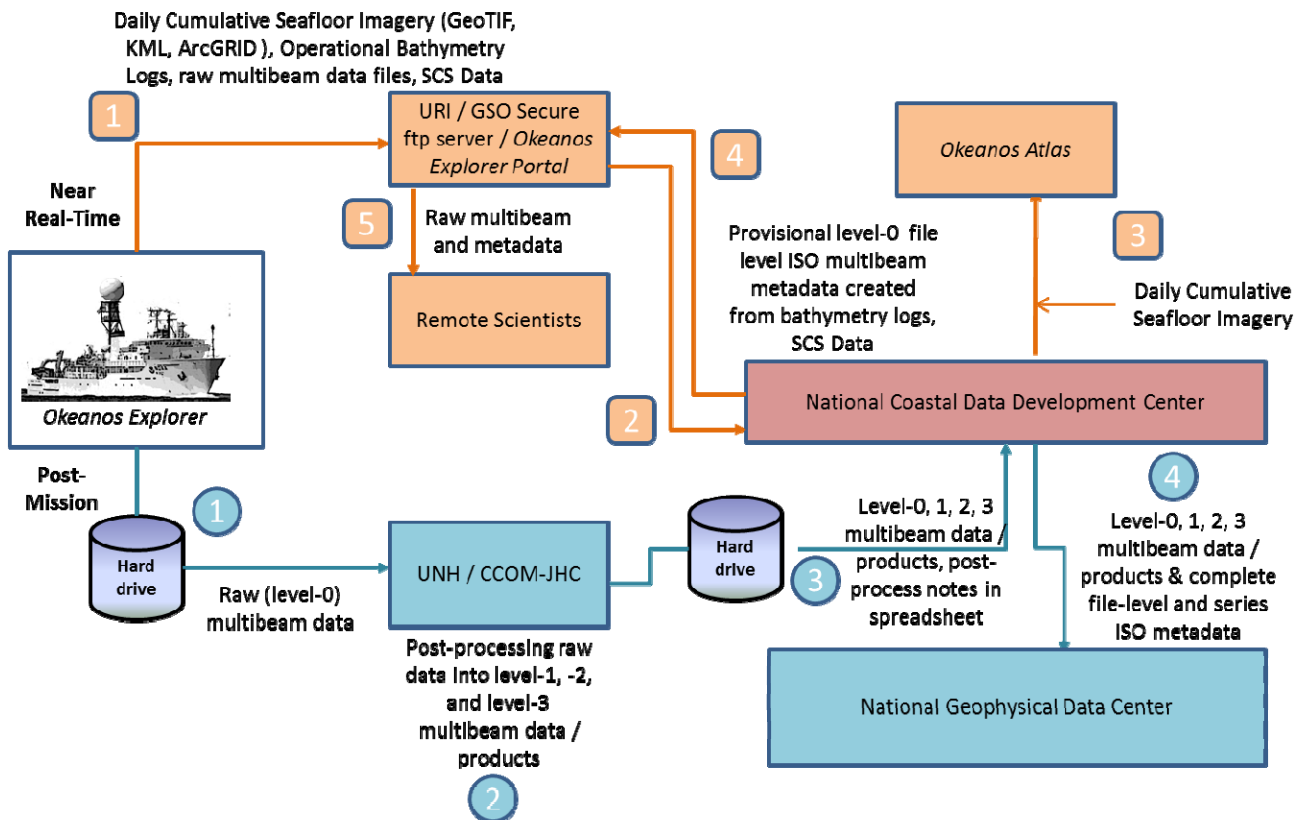 Daily Cumulative Seafloor Imagery (GeoTIF,
KML, ArcGRID ), Operational Bathymetry
Logs, raw multibeam data files, SCS Data
1
URI / GSO Secure
ftp server / Okeanos
Explorer Portal
4
Okeanos Atlas
Near
Real-Time
5
Raw multibeam
and metadata
Provisional level-0 file
level ISO multibeam
metadata created
from bathymetry logs,
SCS Data
3
Daily Cumulative
Seafloor Imagery
Remote Scientists
Okeanos Explorer
2
National Coastal Data Development Center
Post-
Mission
1
Hard
drive
Raw (level-0)
multibeam data
UNH / CCOM-JHC
Post-processing raw
data into level-1, -2,
and level-3
multibeam data /
products
2
Hard
drive
3
Level-0, 1, 2, 3
multibeam data /
products, post-
process notes in
spreadsheet
4
Level-0, 1, 2, 3
multibeam data /
products & complete
file-level and series
ISO metadata
National Geophysical Data Center